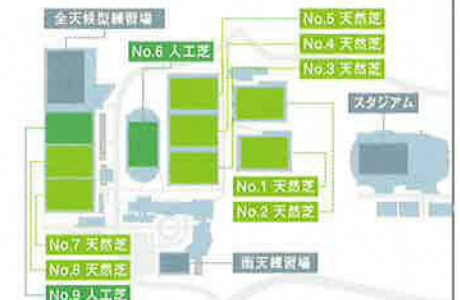 全天候型練習場
No.5 天然芝
No.6 人工芝
No.4 天然芝
No.3 天然芝
スタジアム
No.1 天然芝
No.2 天然芝
No.7 天然芝
雨天練習場
No.8 天然芝
No.9 人工芝